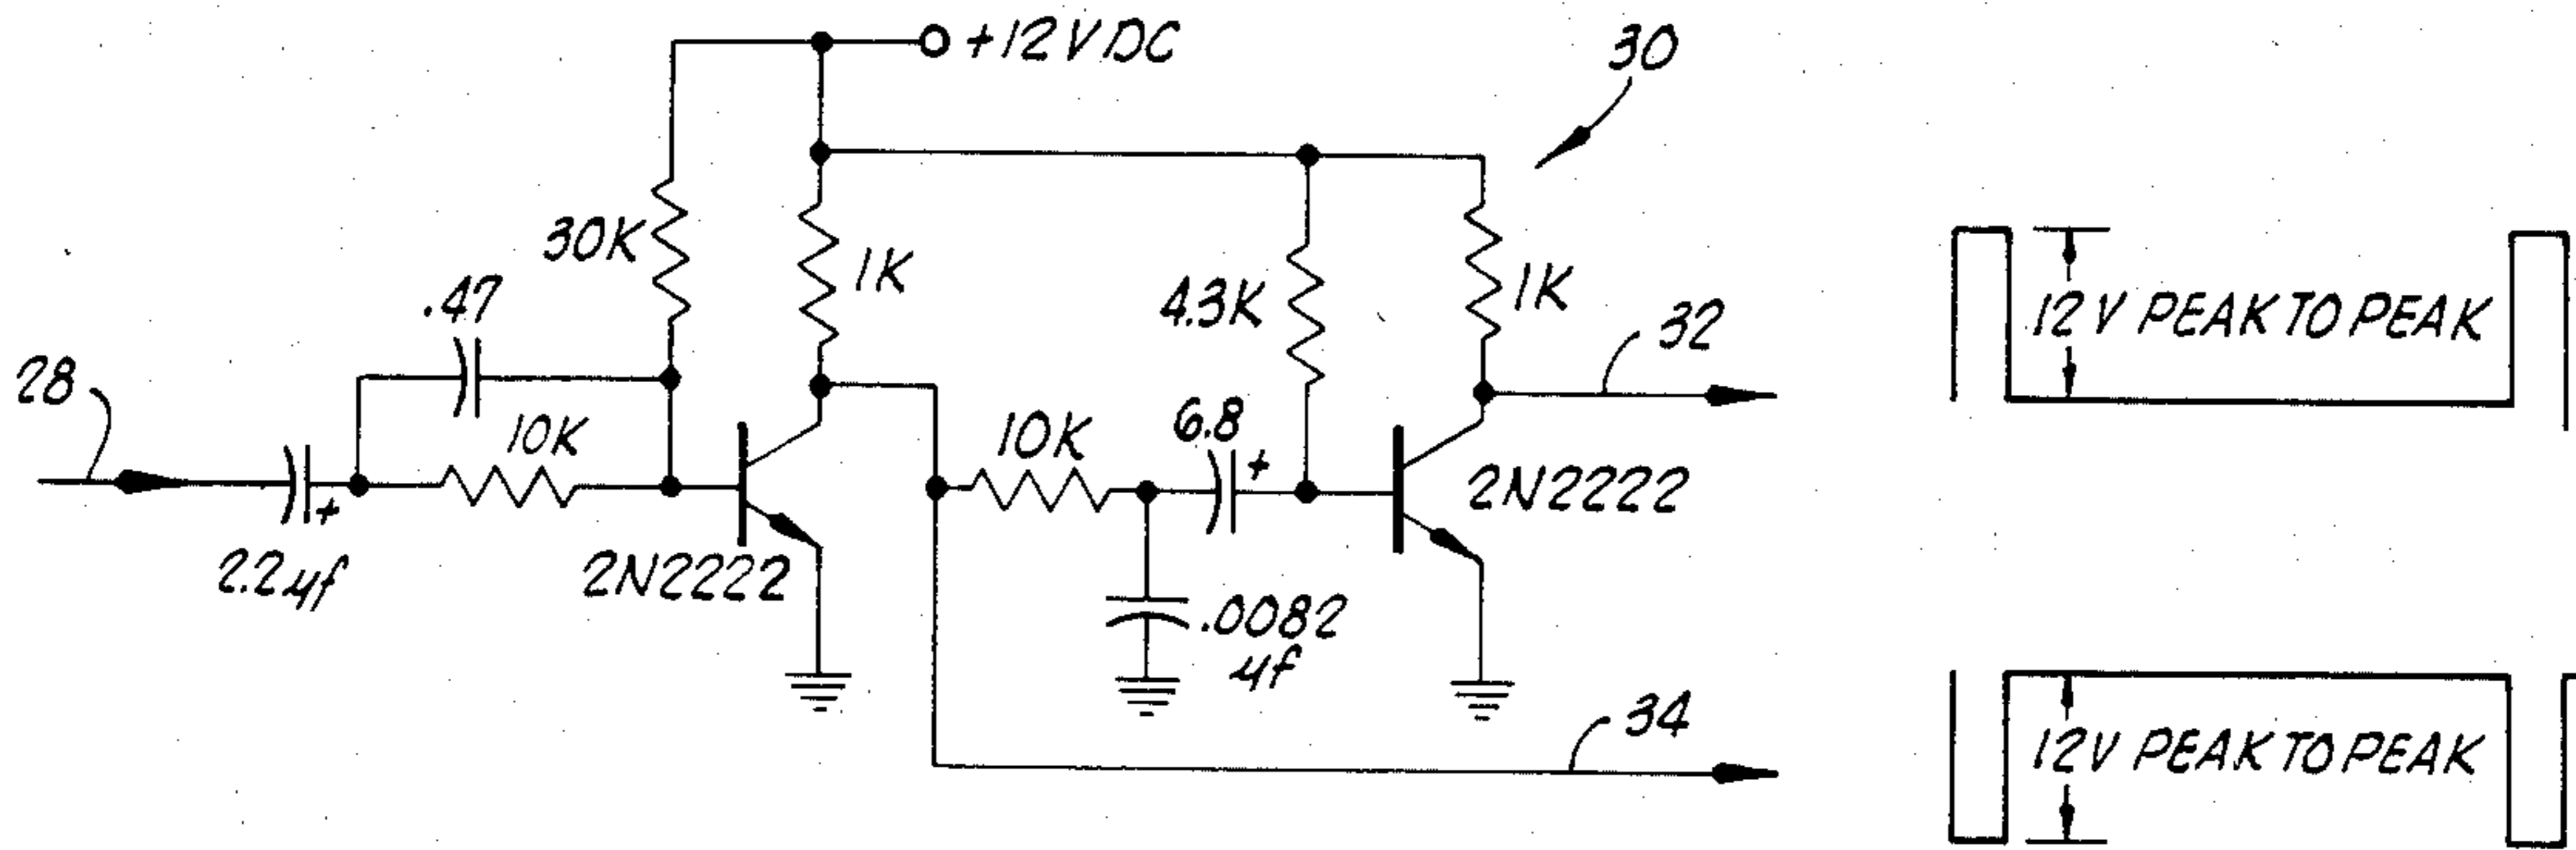 +12VDC
30
30K
1K
.47
4.3K
1K
32
28
10K
10K
6.8
+
+
2.2µf
2N2222
2N2222
.0082
µf
34
12V PEAK TO PEAK
12V PEAK TO PEAK